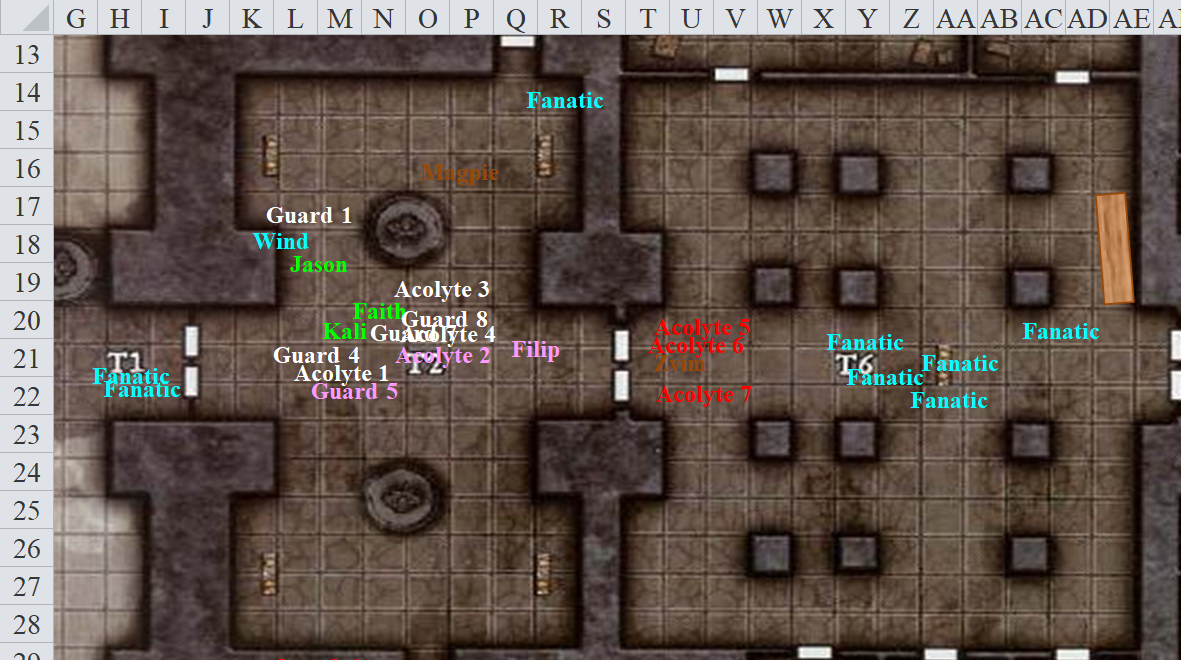 G H I J K L M N O P Q R S T U V W X Y Z AA AB AC AD AE
13
14
Fanatic
15
16
Magpie
17
Guard 1
18
Wind
Jason
19
Acolyte 3
Faith
Guard 8
20
Acolyte 5
Kali
Acolyte 4
Fanatic
Fanatic
Acolyte 6
Filip
21
Guard 4
Acolyte 2
T1
T2
T6
Fanatic
Acolyte 1
Fanatic
Fanatic
Fanatic
Guard 5
22
Acolyte 7
Fanatic
23
24
25
26
27
28